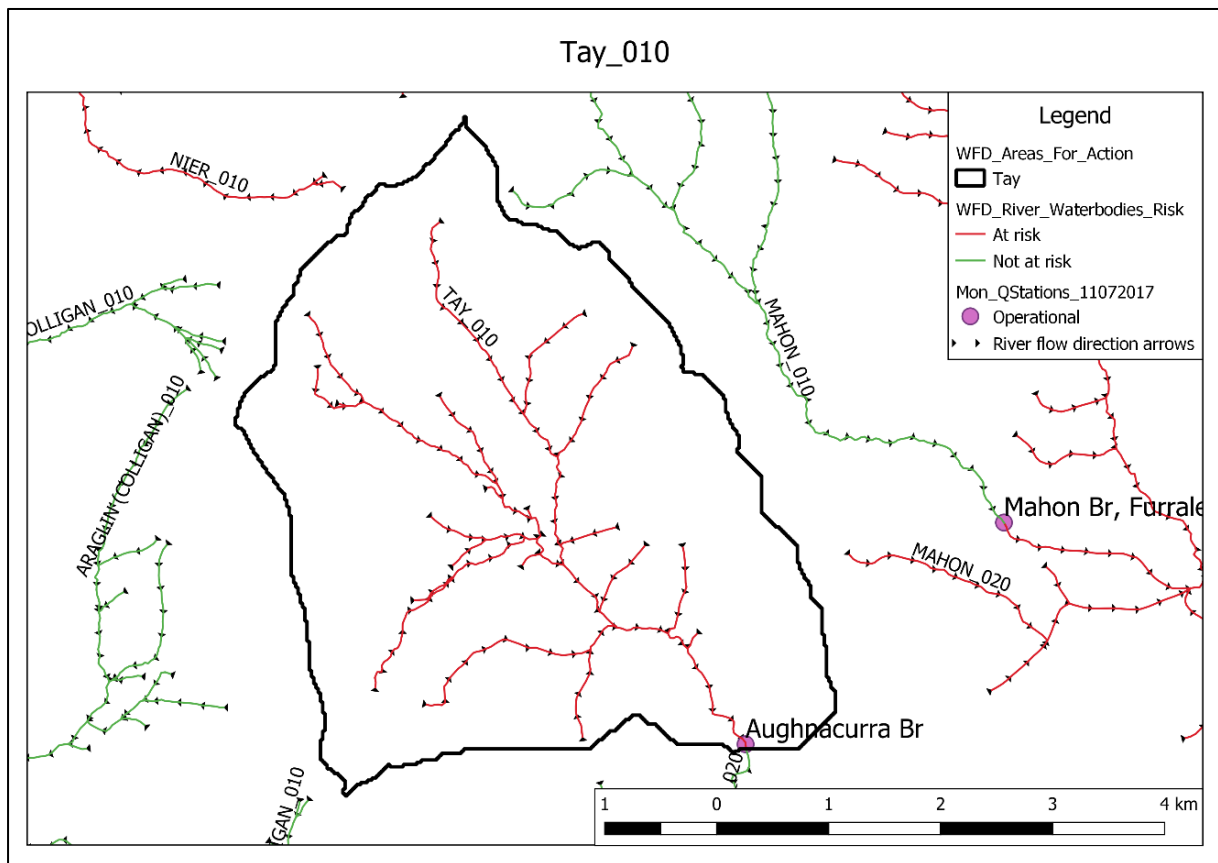 Tay_010
Legend
WFD_Areas_For_Action
Tay
WFD_River_Waterbodies_Risk
At risk
Not at risk
Mon_QStations_11072017
Operational
River flow direction arrows
NIER_010
OLLIGAN_010
TAY_010
MAHON_010
ARAGLIN (COLLIGAN)_010
Mahon Br, Furrale
MAHON_020
Aughnacurra Br
020
IGAN_010
1 0 1 2 3 4 km